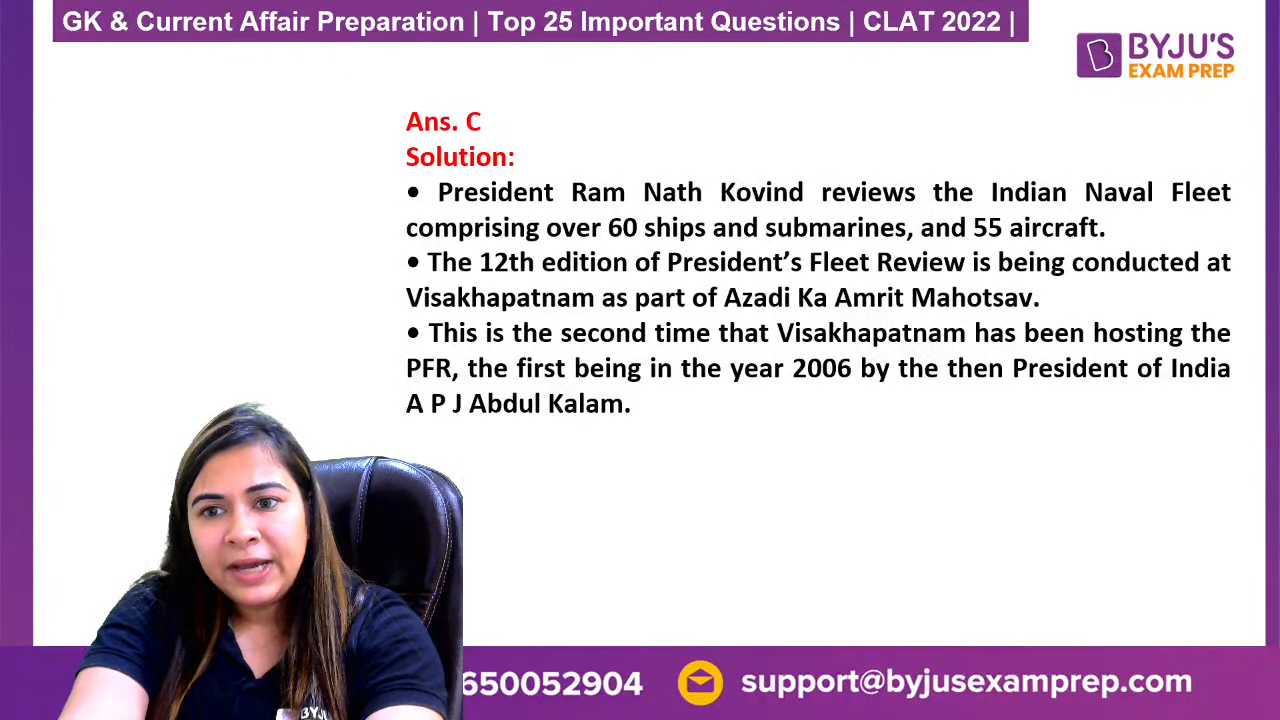 GK & Current Affair Preparation | Top 25 Important Questions | CLAT 2022 |
BYJU'S
EXAM PREP
Ans. C
Solution:
• President Ram Nath Kovind reviews the Indian Naval Fleet
comprising over 60 ships and submarines, and 55 aircraft.
• The 12th edition of President’s Fleet Review is being conducted at
Visakhapatnam as part of Azadi Ka Amrit Mahotsav.
• This is the second time that Visakhapatnam has been hosting the
PFR, the first being in the year 2006 by the then President of India
A P J Abdul Kalam.
650052904 support@byjusexamprep.com
BYJU